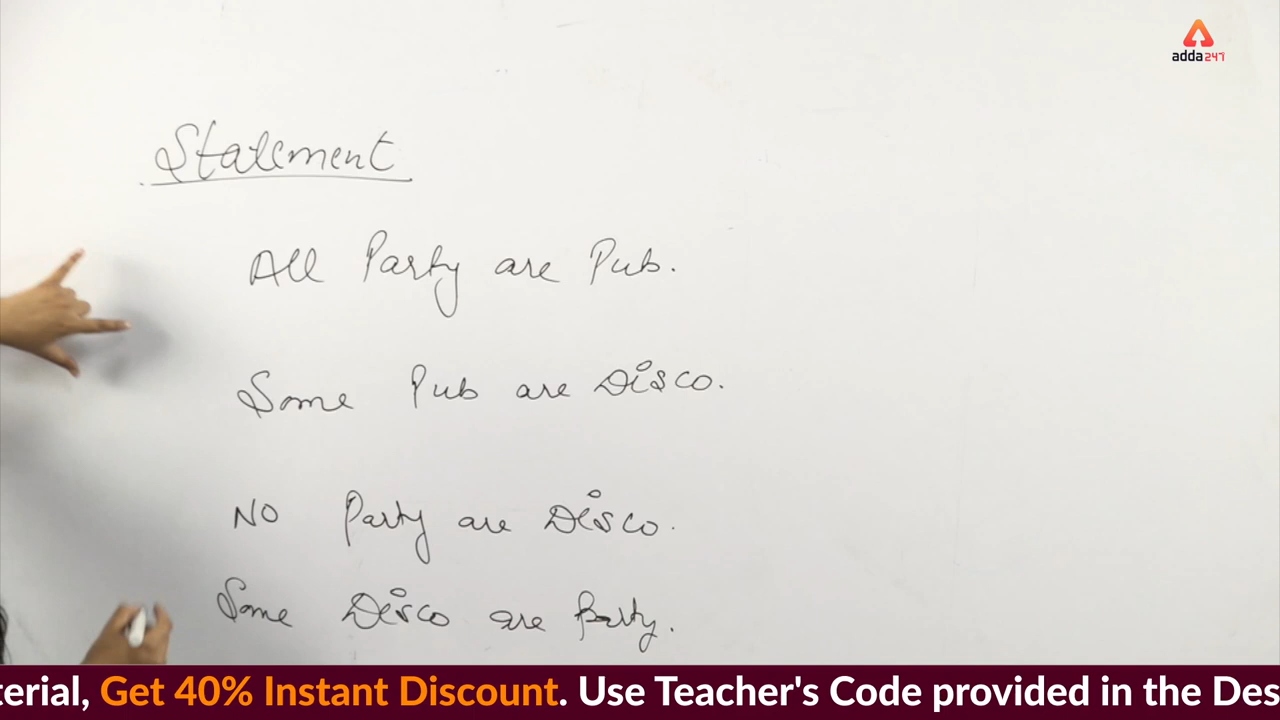 adda247
Statement
All Party are Pub.
Some Pub are Disco.
No Party are Disco.
Some Disco are Party.
terial, Get 40% Instant Discount. Use Teacher's Code provided in the Des